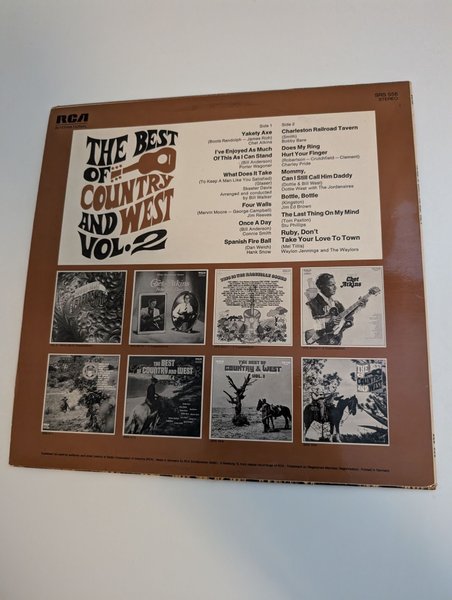 RCA
SRS 558
STEREO
THE BEST
OF
COUNTRY
AND WEST
VOL. 2
Side 1
Yakety Axe
(Boots Randolph — James Rich)
Chet Atkins
I've Enjoyed As Much
Of This As I Can Stand
(Bill Anderson)
Porter Wagoner
What Does It Take
(To Keep A Man Like You Satisfied)
(Glaser)
Skeeter Davis
Arranged and conducted
by Bill Walker
Four Walls
(Marvin Moore — George Campbell)
Jim Reeves
Once A Day
(Bill Anderson)
Connie Smith
Spanish Fire Ball
(Dan Welch)
Hank Snow
Side 2
Charleston Railroad Tavern
(Smith)
Bobby Bare
Does My Ring
Hurt Your Finger
(Robertson — Crutchfield — Clement)
Charley Pride
Mommy,
Can I Still Call Him Daddy
(Dottie & Bill West)
Dottie West with The Jordanaires
Bottle, Bottle
(Kingston)
Jim Ed Brown
The Last Thing On My Mind
(Tom Paxton)
Stu Phillips
Ruby, Don't
Take Your Love To Town
(Mel Tillis)
Waylon Jennings and The Waylors
Chet Atkins
Chet
Atkins
THE BEST
OF COUNTRY AND WEST
THE BEST OF
COUNTRY & WEST
VOL. 1